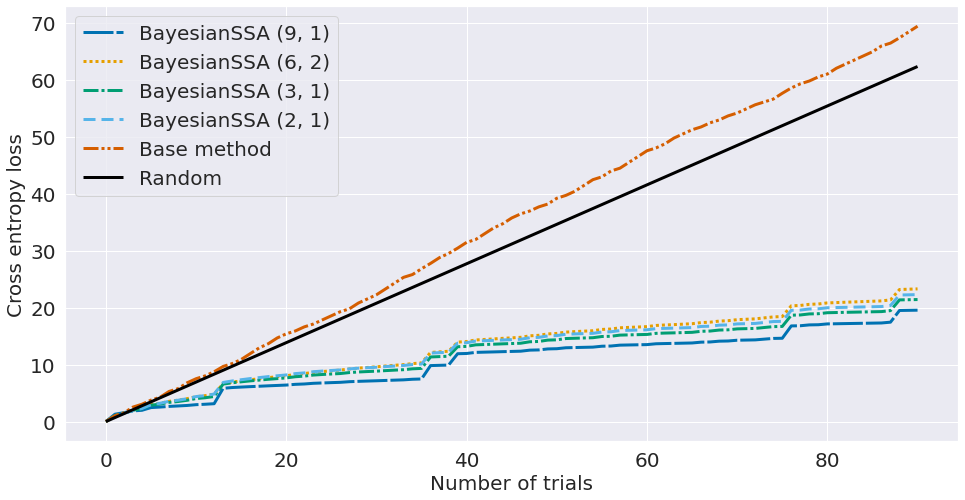 70
60
50
40
30
20
10
0
Cross entropy loss
BayesianSSA (9, 1)
BayesianSSA (6, 2)
BayesianSSA (3, 1)
BayesianSSA (2, 1)
Base method
Random
0 20 40 60 80
Number of trials